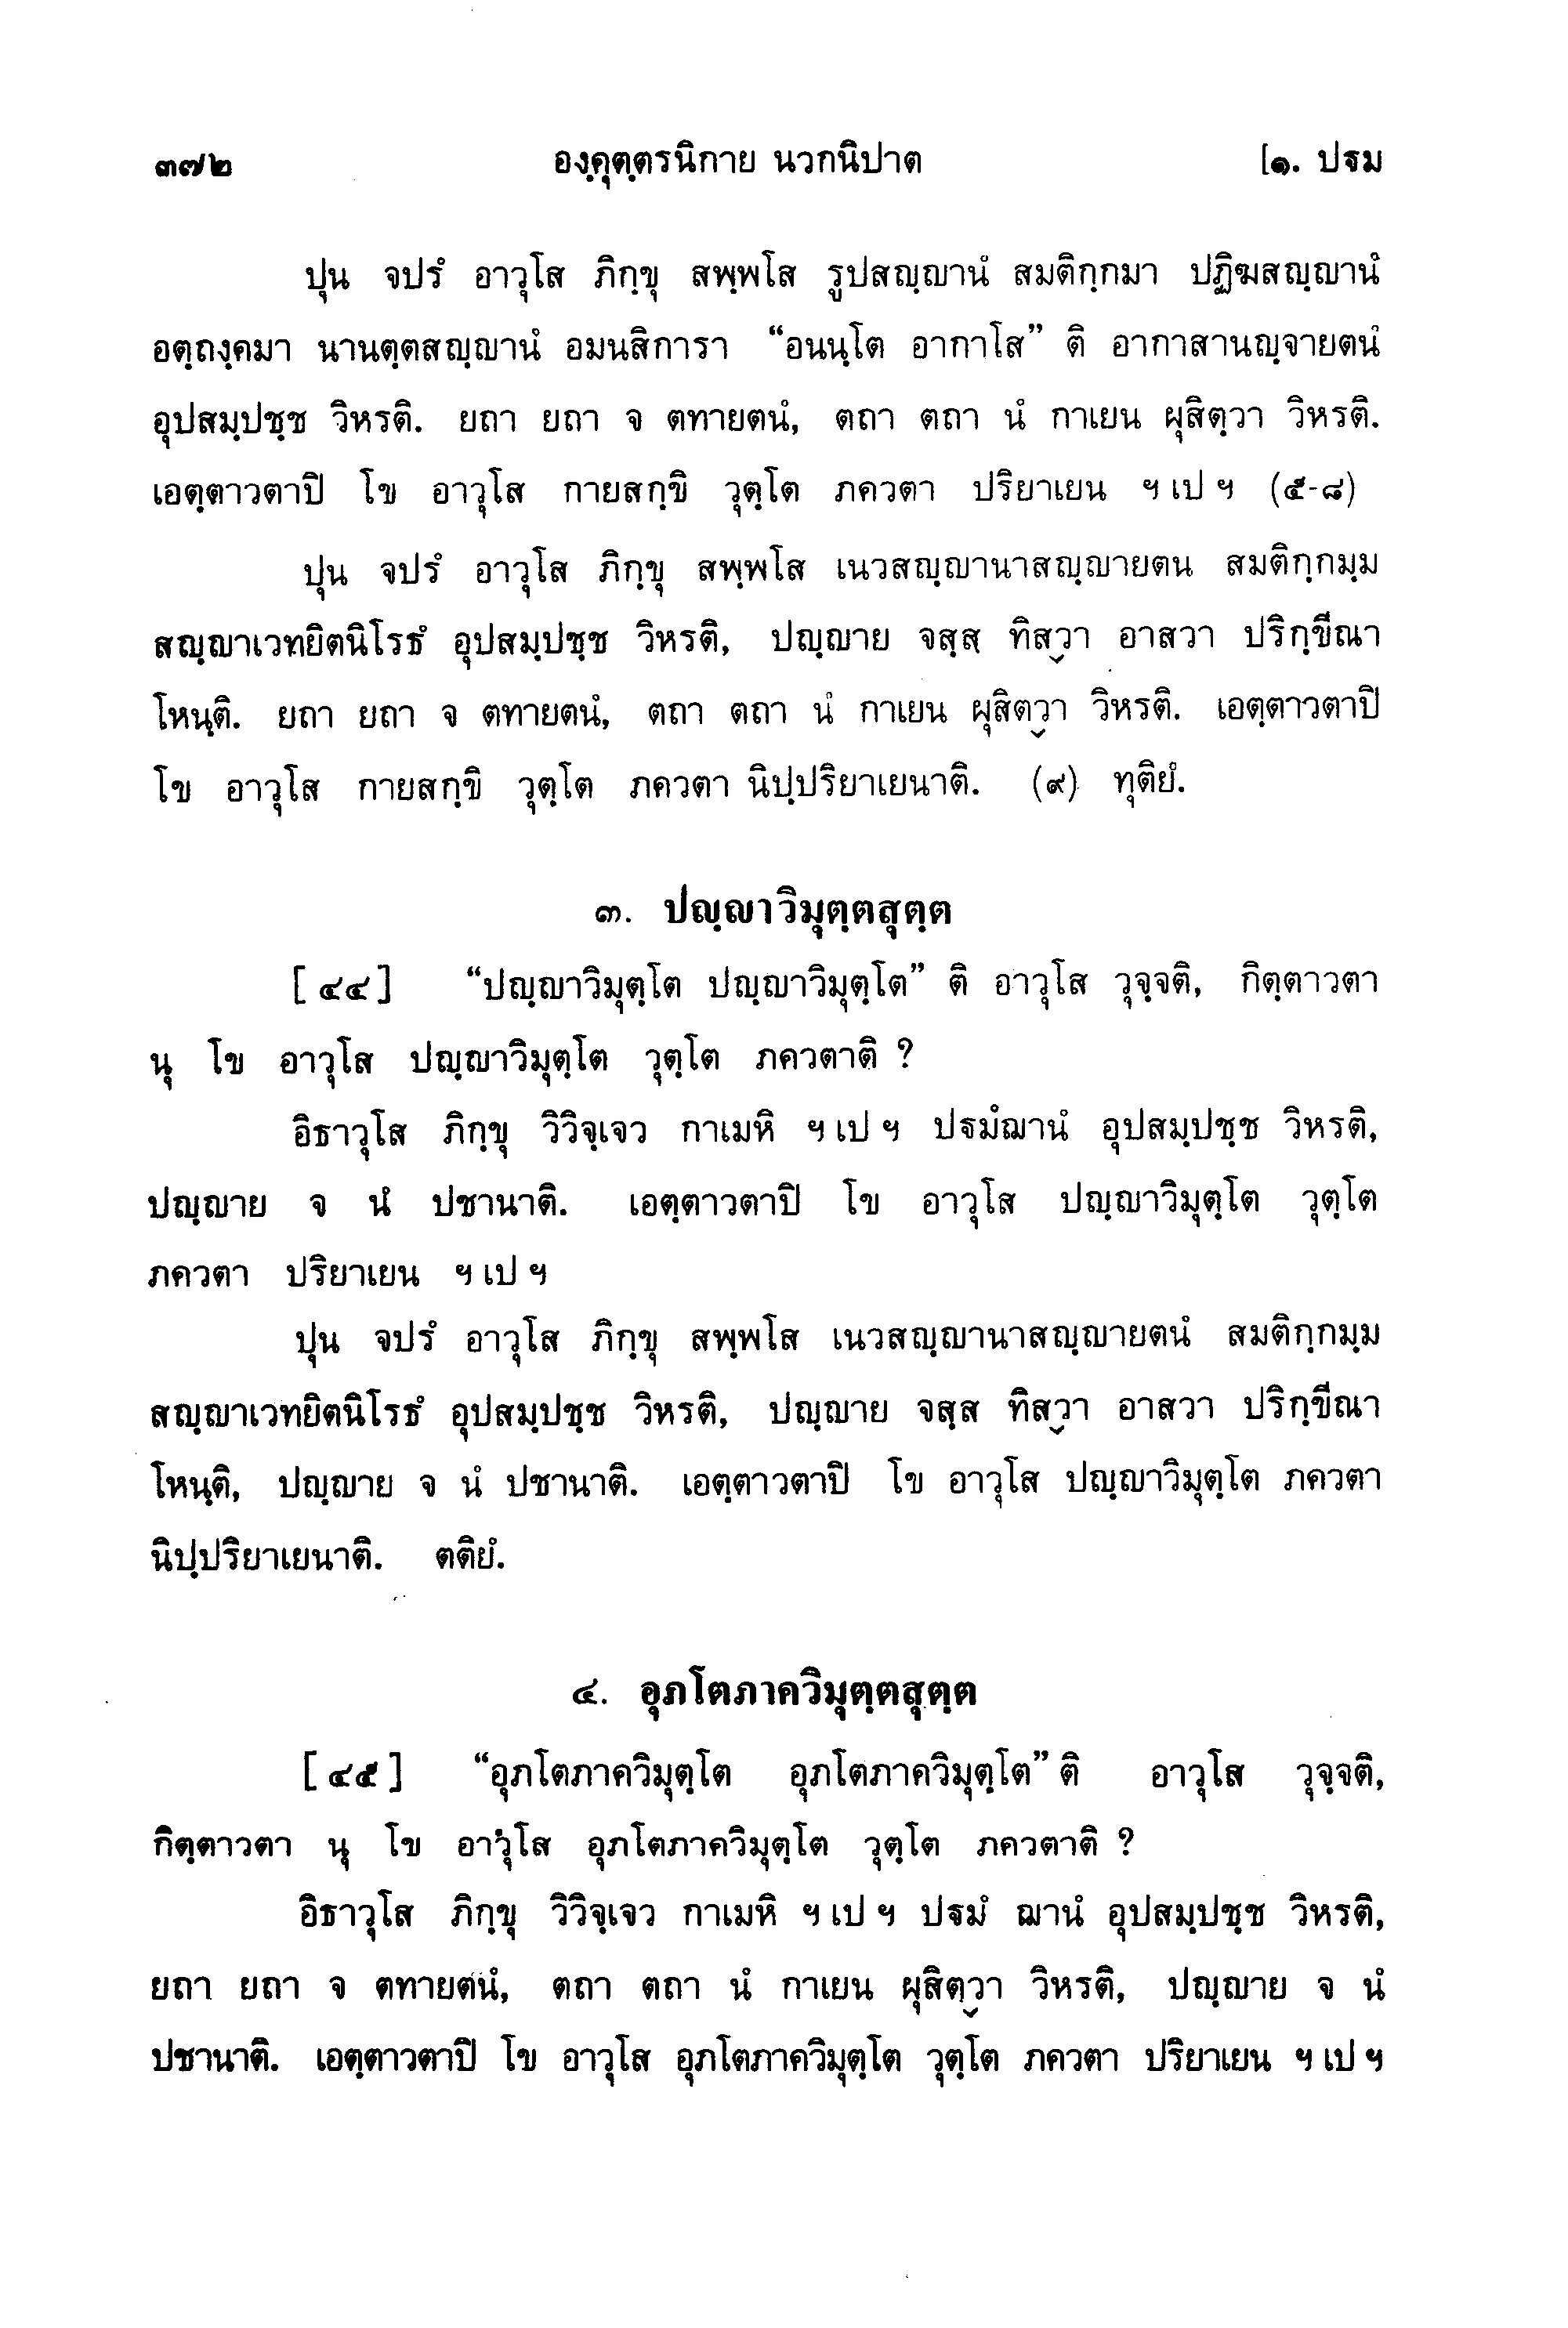 ๓๗๒ องฺคุตฺตรนิกาย นวกนิปาต [๑. ปฐม
ปุน จปรํ อาวุโส ภิกฺขุ สพฺพโส รูปสญฺญานํ สมติกฺกมา ปฏิฆสญฺญานํ
อตฺถงฺคมา นานตฺตสญฺญานํ อมนสิการา “อนนฺโต อากาโส” ติ อากาสานญฺจายตนํ
อุปสมฺปชฺช วิหรติ. ยถา ยถา จ ตทายตนํ, ตถา ตถา นํ กาเยน ผุสิตฺวา วิหรติ.
เอตฺตาวตาปิ โข อาวุโส กายสกฺขิ วุตฺโต ภควตา ปริยาเยน ฯ เป ฯ (๕-๘)
ปุน จปรํ อาวุโส ภิกฺขุ สพฺพโส เนวสญฺญานาสญฺญายตน สมติกฺกมฺม
สญฺญาเวทยิตนิโรธํ อุปสมฺปชฺช วิหรติ, ปญฺญาย จสฺส ทิสฺวา อาสวา ปริกฺขีณา
โหนฺติ. ยถา ยถา จ ตทายตนํ, ตถา ตถา นํ กาเยน ผุสิตฺวา วิหรติ. เอตฺตาวตาปิ
โข อาวุโส กายสกฺขิ วุตฺโต ภควตา นิปฺปริยาเยนาติ. (๙) ทุติยํ.
๓. ปญฺญาวิมุตฺตสุตฺต
[๔๔] “ปญฺญาวิมุตฺโต ปญฺญาวิมุตฺโต” ติ อาวุโส วุจฺจติ, กิตฺตาวตา
นุ โข อาวุโส ปญฺญาวิมุตฺโต วุตฺโต ภควตาติ ?
อิธาวุโส ภิกฺขุ วิวิจฺเจว กาเมหิ ฯ เป ฯ ปฐมํฌานํ อุปสมฺปชฺช วิหรติ,
ปญฺญาย จ นํ ปชานาติ. เอตฺตาวตาปิ โข อาวุโส ปญฺญาวิมุตฺโต วุตฺโต
ภควตา ปริยาเยน ฯ เป ฯ
ปุน จปรํ อาวุโส ภิกฺขุ สพฺพโส เนวสญฺญานาสญฺญายตนํ สมติกฺกมฺม
สญฺญาเวทยิตนิโรธํ อุปสมฺปชฺช วิหรติ, ปญฺญาย จสฺส ทิสฺวา อาสวา ปริกฺขีณา
โหนฺติ, ปญฺญาย จ นํ ปชานาติ. เอตฺตาวตาปิ โข อาวุโส ปญฺญาวิมุตฺโต ภควตา
นิปฺปริยาเยนาติ. ตติยํ.
๔. อุภโตภาควิมุตฺตสุตฺต
[๔๕] “อุภโตภาควิมุตฺโต อุภโตภาควิมุตฺโต” ติ อาวุโส วุจฺจติ,
กิตฺตาวตา นุ โข อาวุโส อุภโตภาควิมุตฺโต วุตฺโต ภควตาติ ?
อิธาวุโส ภิกฺขุ วิวิจฺเจว กาเมหิ ฯ เป ฯ ปฐมํ ฌานํ อุปสมฺปชฺช วิหรติ,
ยถา ยถา จ ตทายตนํ, ตถา ตถา นํ กาเยน ผุสิตฺวา วิหรติ, ปญฺญาย จ นํ
ปชานาติ. เอตฺตาวตาปิ โข อาวุโส อุภโตภาควิมุตฺโต วุตฺโต ภควตา ปริยาเยน ฯ เป ฯ